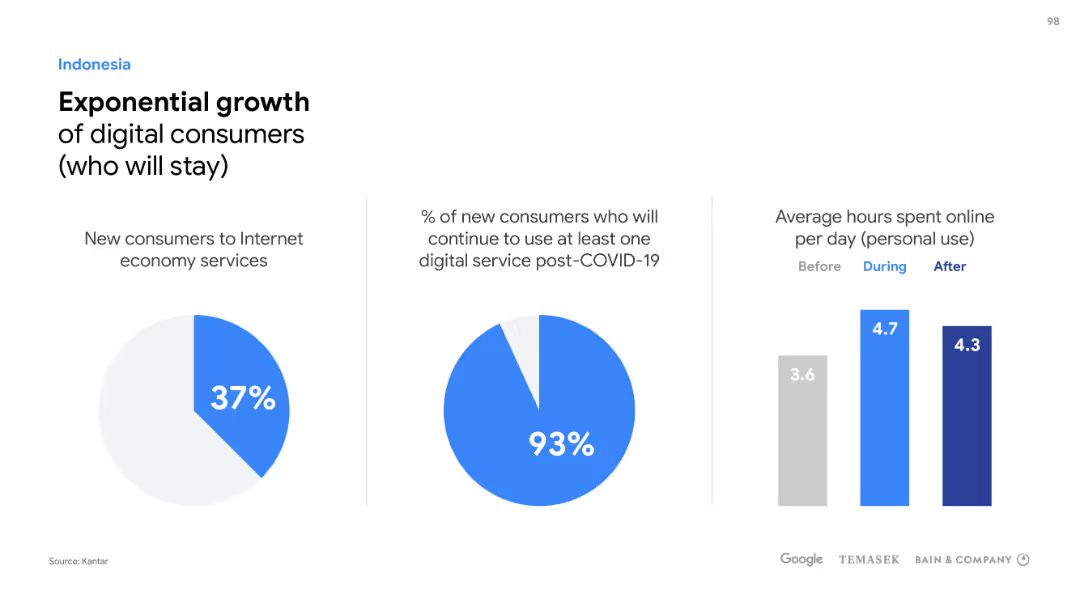 98
Indonesia
Exponential growth
of digital consumers
(who will stay)
New consumers to Internet
economy services
37%
% of new consumers who will
continue to use at least one
digital service post-COVID-19
93%
Average hours spent online
per day (personal use)
Before During After
3.6 4.7 4.3
Source: Kantar
Google TEMASEK BAIN & COMPANY